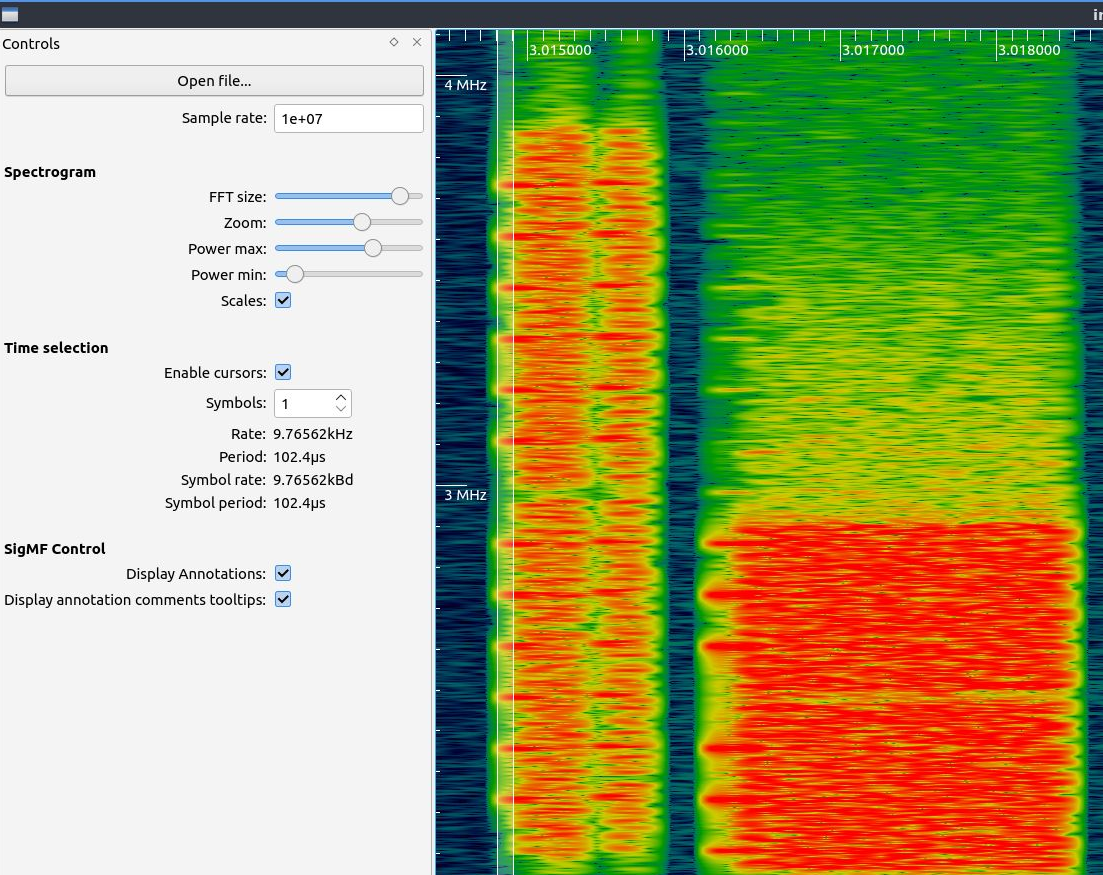 Controls
Open file...
Sample rate: 1e+07
Spectrogram
FFT size:
Zoom:
Power max:
Power min:
Scales:
Time selection
Enable cursors:
Symbols: 1
Rate: 9.76562kHz
Period: 102.4µs
Symbol rate: 9.76562kBd
Symbol period: 102.4µs
SigMF Control
Display Annotations:
Display annotation comments tooltips:
3.015000 3.016000 3.017000 3.018000
4 MHz
3 MHz